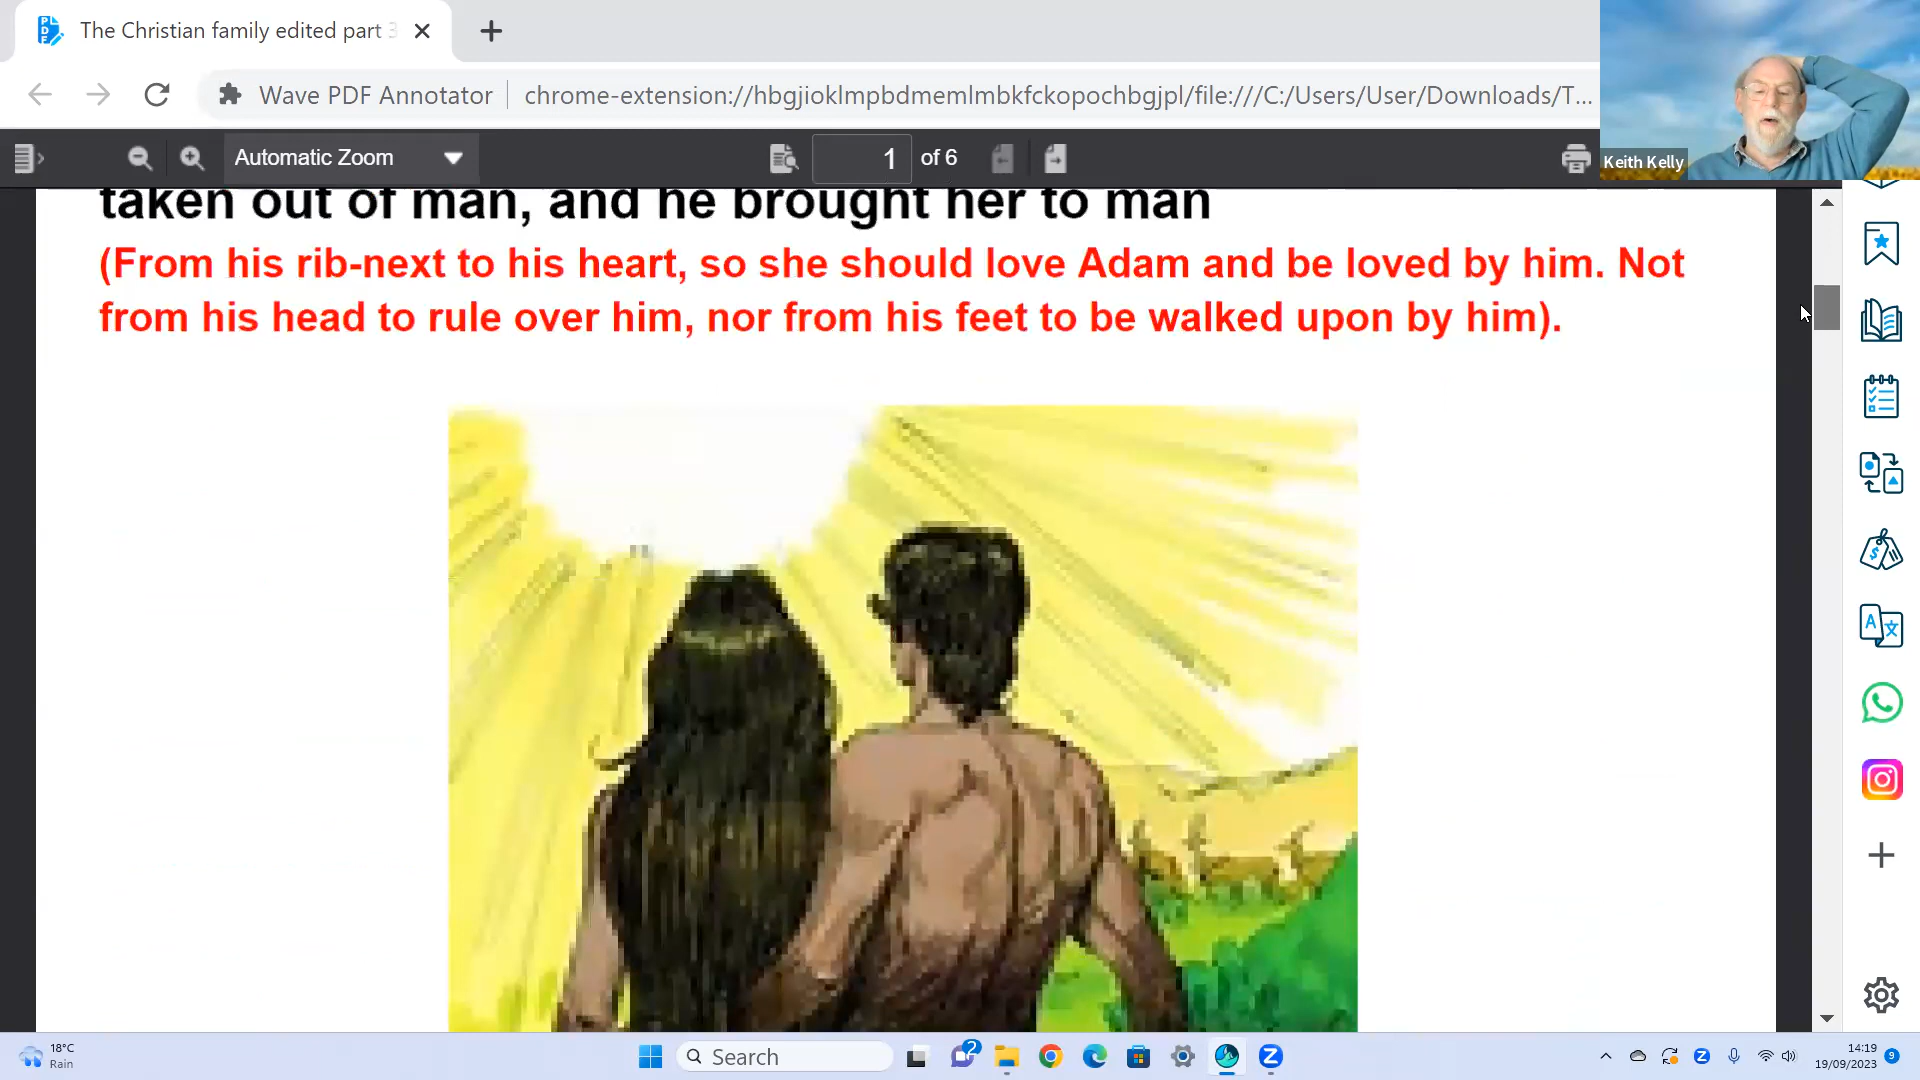 The Christian family edited part 3
Wave PDF Annotator
chrome-extension://hbgjioklmpbdmemlmbkfckopochbgjpl/file:///C:/Users/User/Downloads/T...
Automatic Zoom
1 of 6
Keith Kelly
taken out of man, and he brought her to man
(From his rib-next to his heart, so she should love Adam and be loved by him. Not
from his head to rule over him, nor from his feet to be walked upon by him).
18°C
Rain
Search
2
14:19
19/09/2023
9